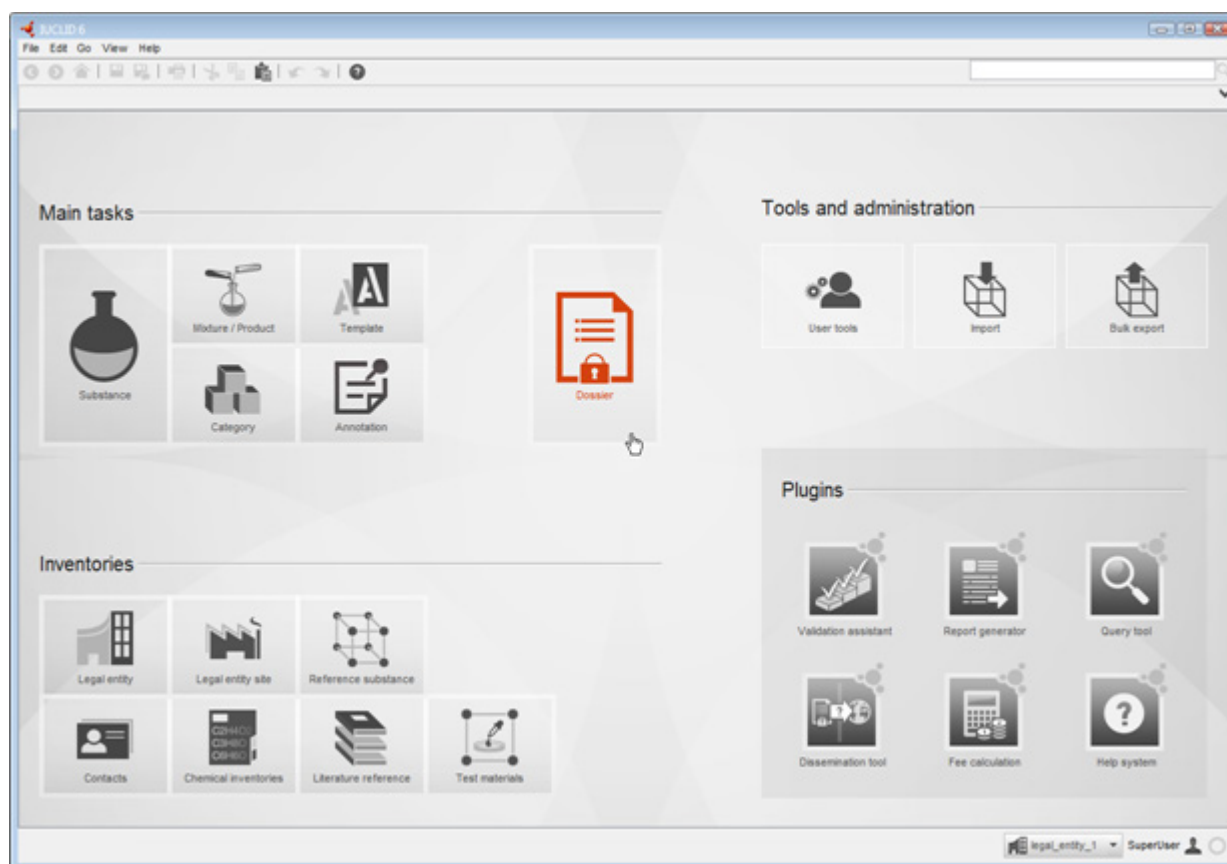 IUCLID 6
File Edit Go View Help
Main tasks
Substance
Mixture / Product
Template
Category
Annotation
Dossier
Tools and administration
User tools
Import
Bulk export
Plugins
Validation assistant
Report generator
Query tool
Dissemination tool
Fee calculation
Help system
Inventories
Legal entity
Legal entity site
Reference substance
Contacts
Chemical inventories
Literature reference
Test materials
legal_entity_1 SuperUser